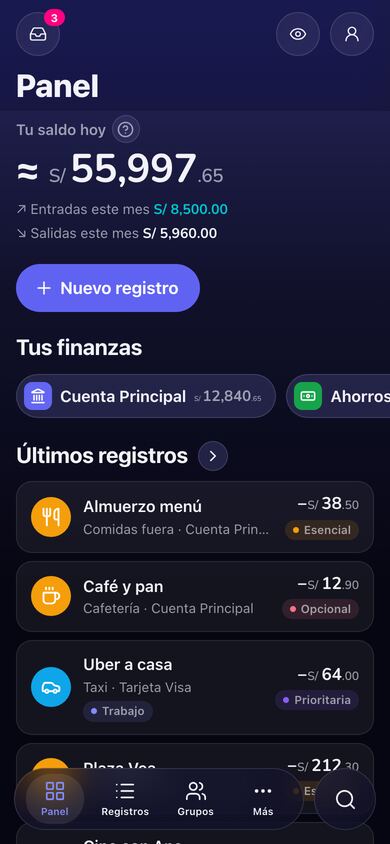 3
Panel
Tu saldo hoy ?
≈ S/ 55,997.65
↗ Entradas este mes S/ 8,500.00
↘ Salidas este mes S/ 5,960.00
+ Nuevo registro
Tus finanzas
Cuenta Principal S/ 12,840.65
Ahorros
Últimos registros
Almuerzo menú
–S/ 38.50
Comidas fuera · Cuenta Prin...
Esencial
Café y pan
–S/ 12.90
Cafetería · Cuenta Principal
Opcional
Uber a casa
–S/ 64.00
Taxi · Tarjeta Visa
Prioritaria
Trabajo
Plaza Vea
–S/ 212.30
Panel
Registros
Grupos
Más